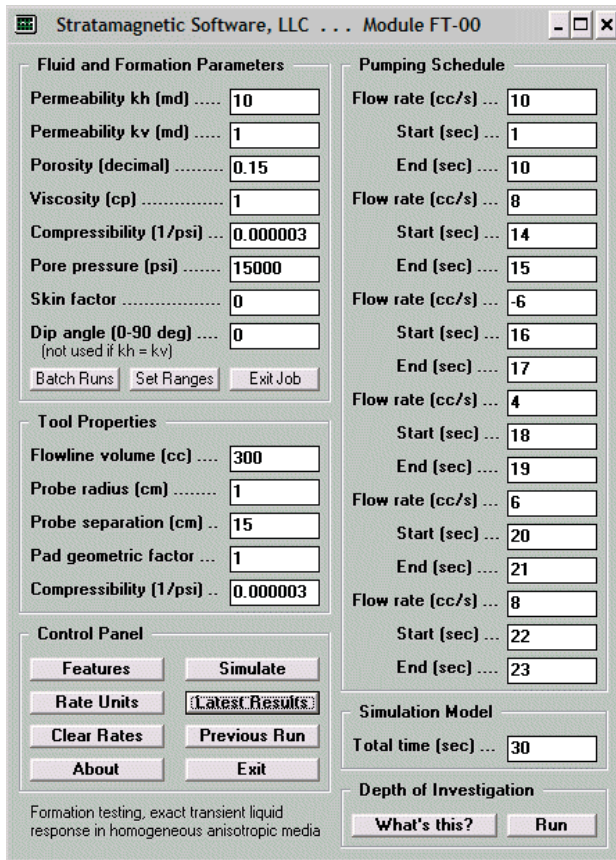 Stratamagnetic Software, LLC . . . Module FT-00
Fluid and Formation Parameters
Permeability kh (md) ..... 10
Permeability kv (md) ..... 1
Porosity (decimal) ........... 0.15
Viscosity (cp) ................ 1
Compressibility (1/psi) ... 0.000003
Pore pressure (psi) ....... 15000
Skin factor ..................... 0
Dip angle (0-90 deg) .... 0
(not used if kh = kv)
Batch Runs Set Ranges Exit Job
Tool Properties
Flowline volume (cc) .... 300
Probe radius (cm) ........ 1
Probe separation (cm) .. 15
Pad geometric factor ... 1
Compressibility (1/psi) .. 0.000003
Control Panel
Features Simulate
Rate Units Latest Results
Clear Rates Previous Run
About Exit
Formation testing, exact transient liquid
response in homogeneous anisotropic media
Pumping Schedule
Flow rate (cc/s) ... 10
Start (sec) ... 1
End (sec) .... 10
Flow rate (cc/s) ... 8
Start (sec) ... 14
End (sec) .... 15
Flow rate (cc/s) ... -6
Start (sec) ... 16
End (sec) .... 17
Flow rate (cc/s) ... 4
Start (sec) ... 18
End (sec) .... 19
Flow rate (cc/s) ... 6
Start (sec) ... 20
End (sec) .... 21
Flow rate (cc/s) ... 8
Start (sec) ... 22
End (sec) .... 23
Simulation Model
Total time (sec) ... 30
Depth of Investigation
What's this? Run